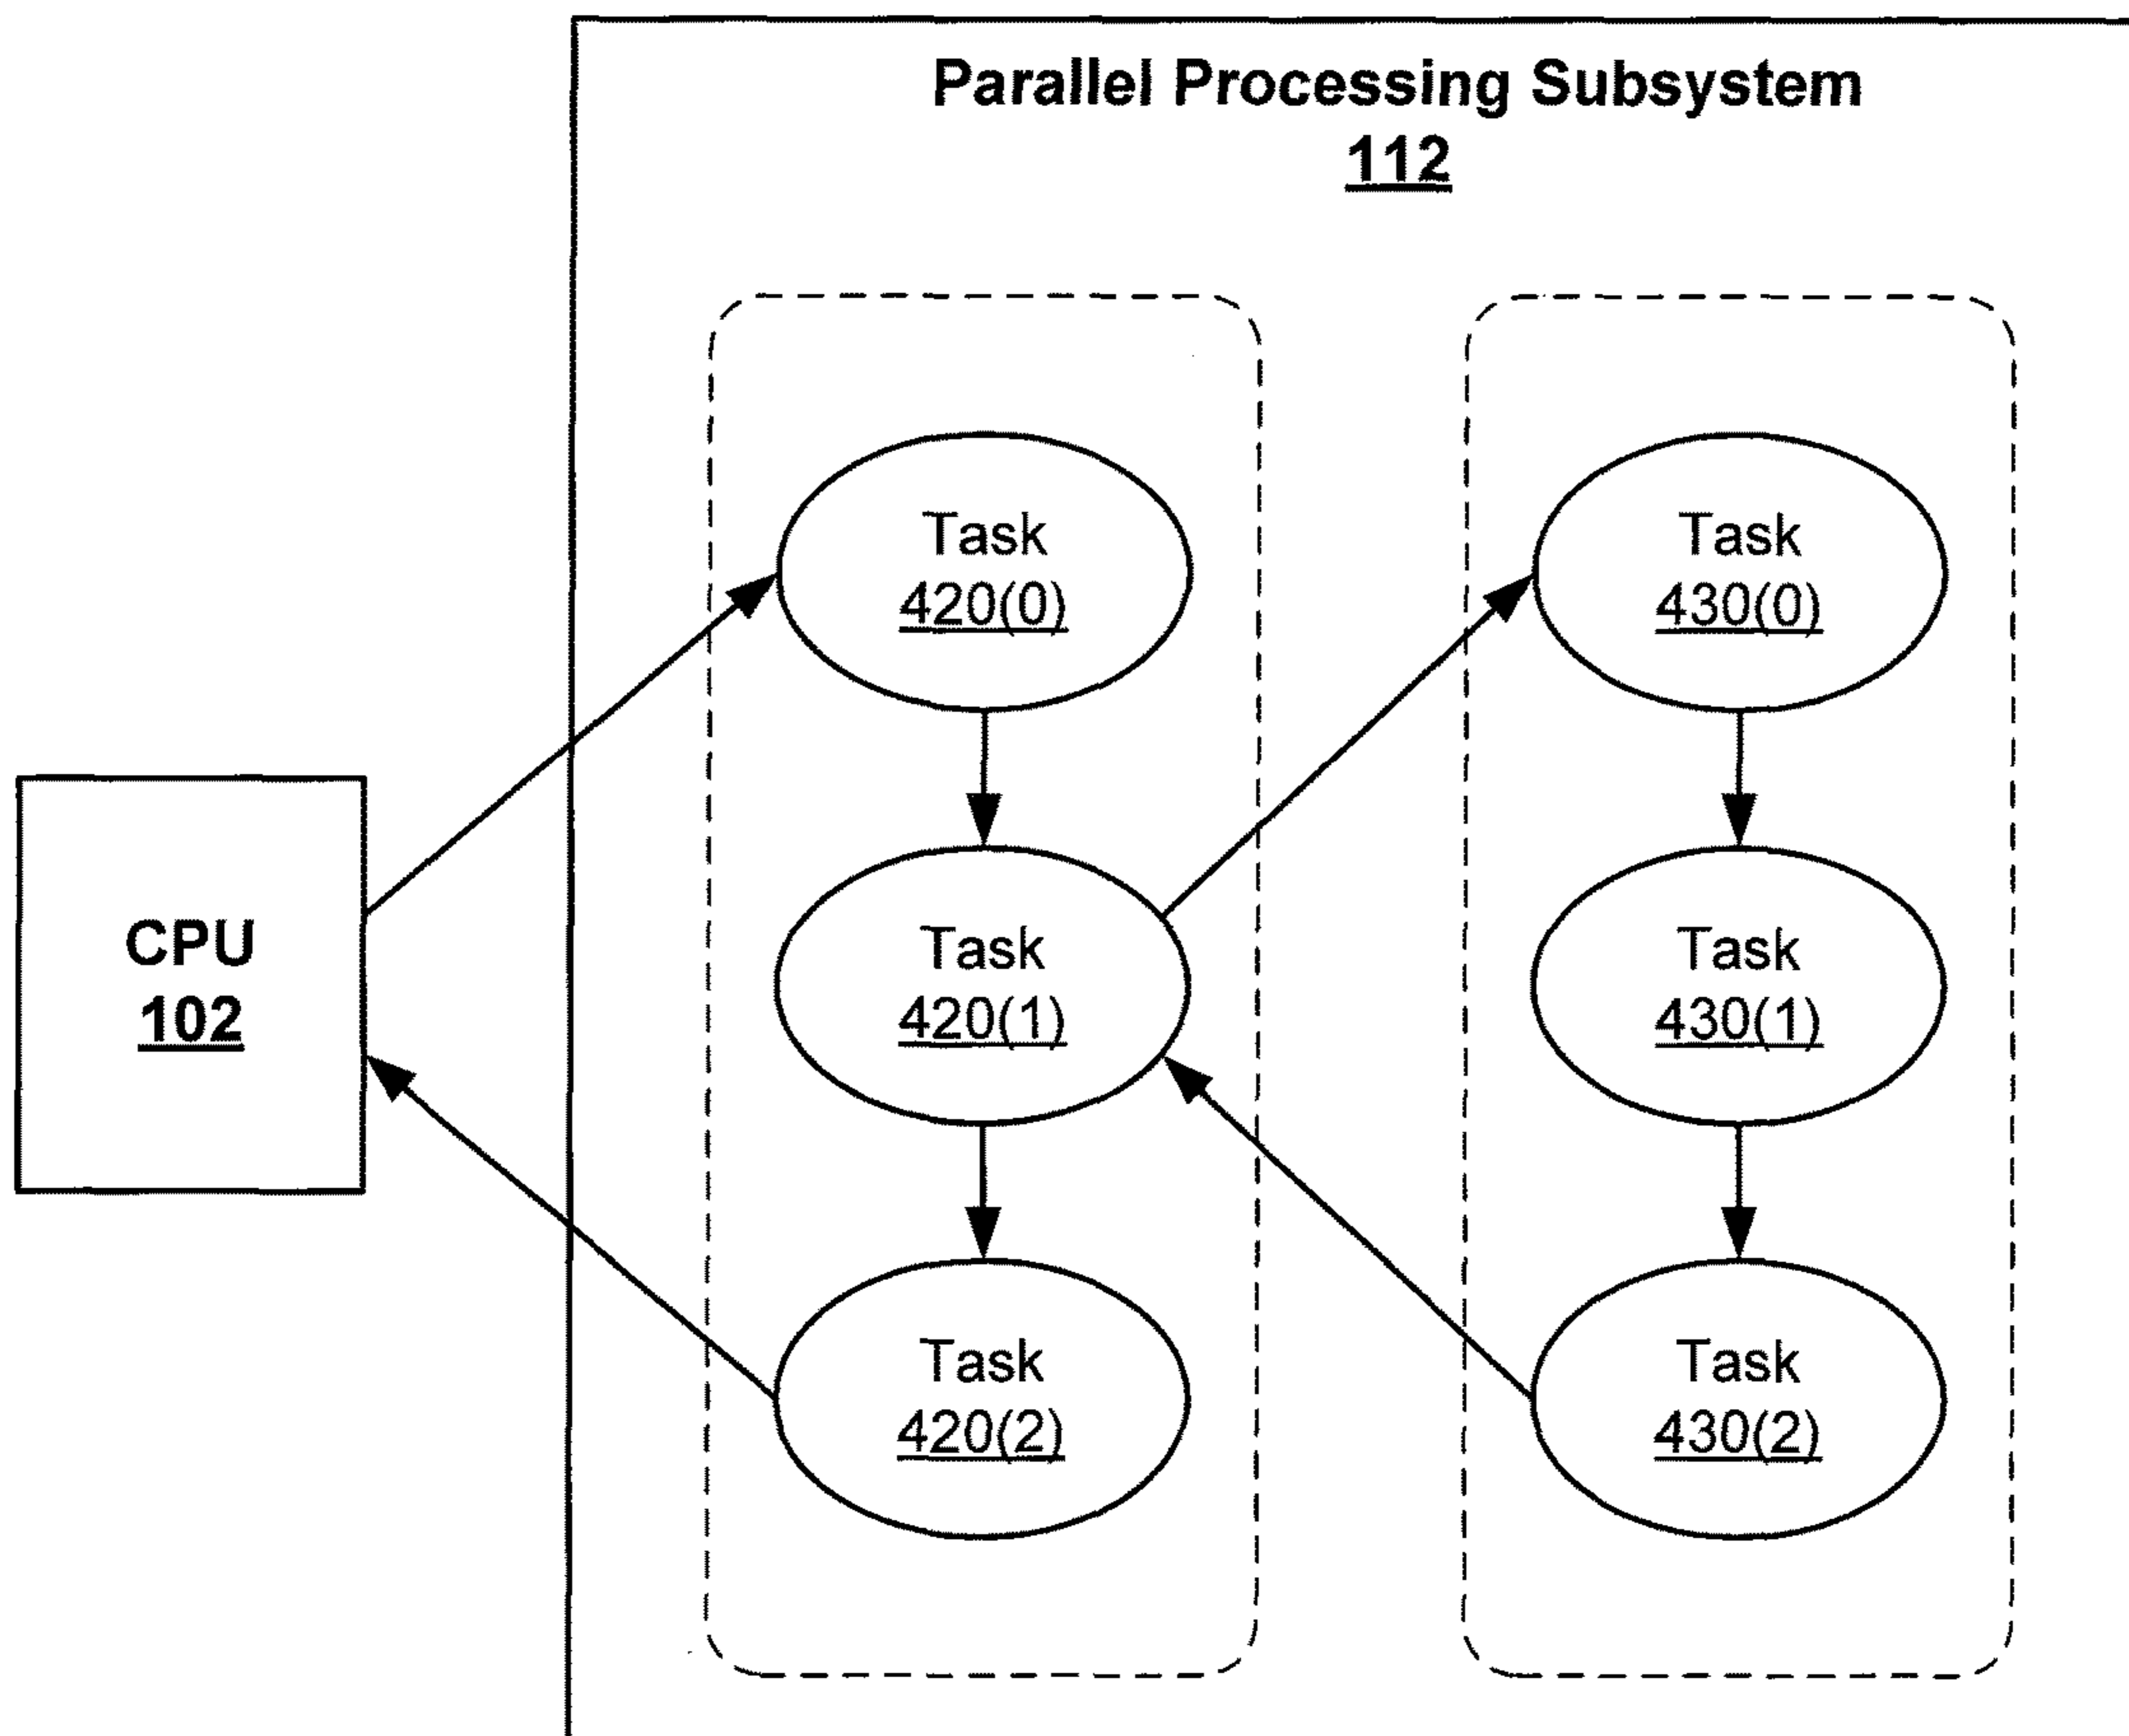 Parallel Processing Subsystem
112
Task
420(0)
Task
430(0)
CPU
102
Task
420(1)
Task
430(1)
Task
420(2)
Task
430(2)